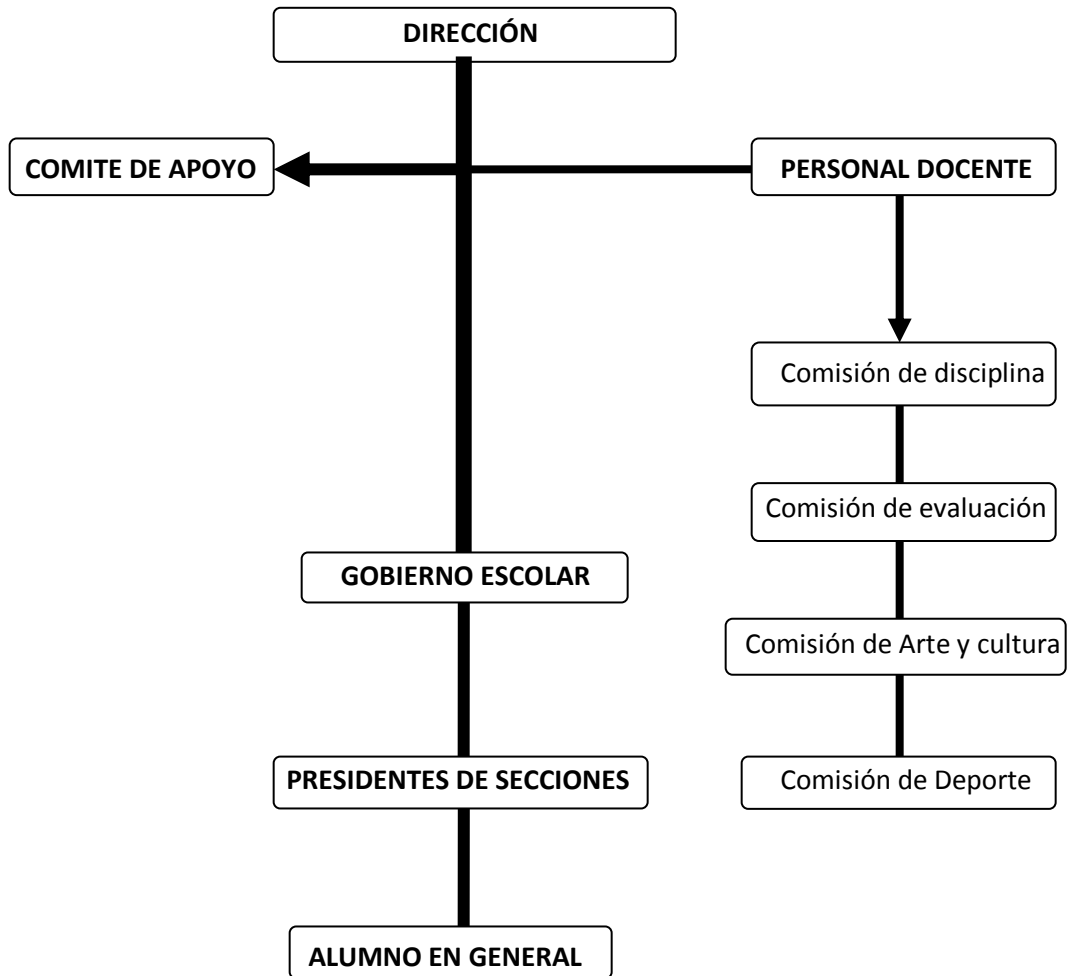 DIRECCIÓN
COMITE DE APOYO
PERSONAL DOCENTE
Comisión de disciplina
Comisión de evaluación
GOBIERNO ESCOLAR
Comisión de Arte y cultura
PRESIDENTES DE SECCIONES
Comisión de Deporte
ALUMNO EN GENERAL